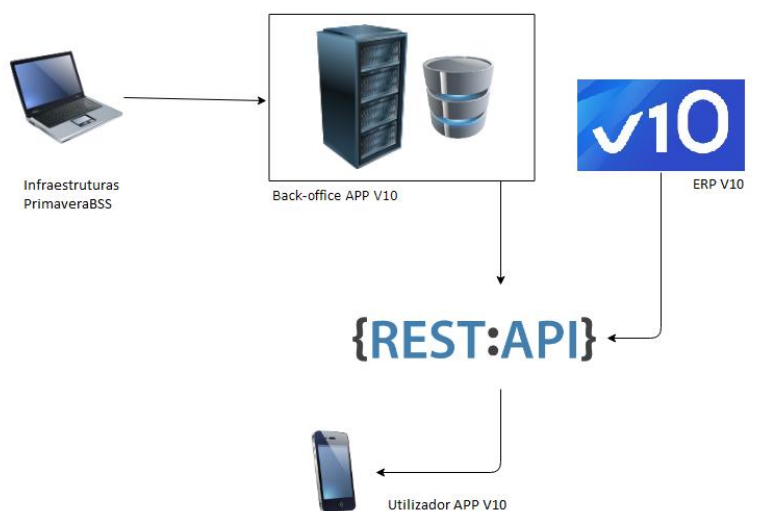 Infraestruturas
PrimaveraBSS
Back-office APP V10
v10
ERP V10
{REST:API}
Utilizador APP V10